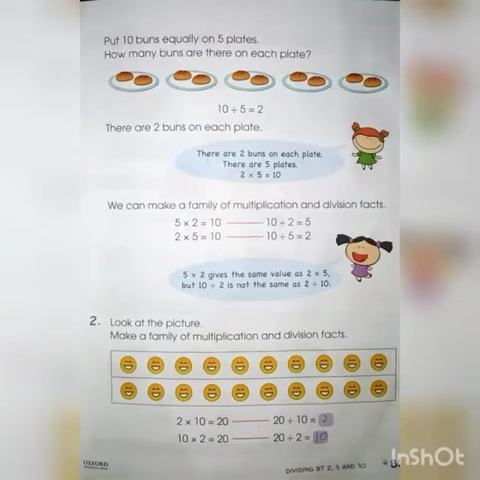 Put 10 buns equally on 5 plates.
How many buns are there on each plate?
10 ÷ 5 = 2
There are 2 buns on each plate.
There are 2 buns on each plate.
There are 5 plates.
2 × 5 = 10
We can make a family of multiplication and division facts.
5 × 2 = 10 10 ÷ 2 = 5
2 × 5 = 10 10 ÷ 5 = 2
5 × 2 gives the same value as 2 × 5,
but 10 ÷ 2 is not the same as 2 ÷ 10.
2. Look at the picture.
Make a family of multiplication and division facts.
2 × 10 = 20 20 ÷ 10 = 2
10 × 2 = 20 20 ÷ 2 = 10
OXFORD
DIVIDING BY 2, 5 AND 10
InShOt